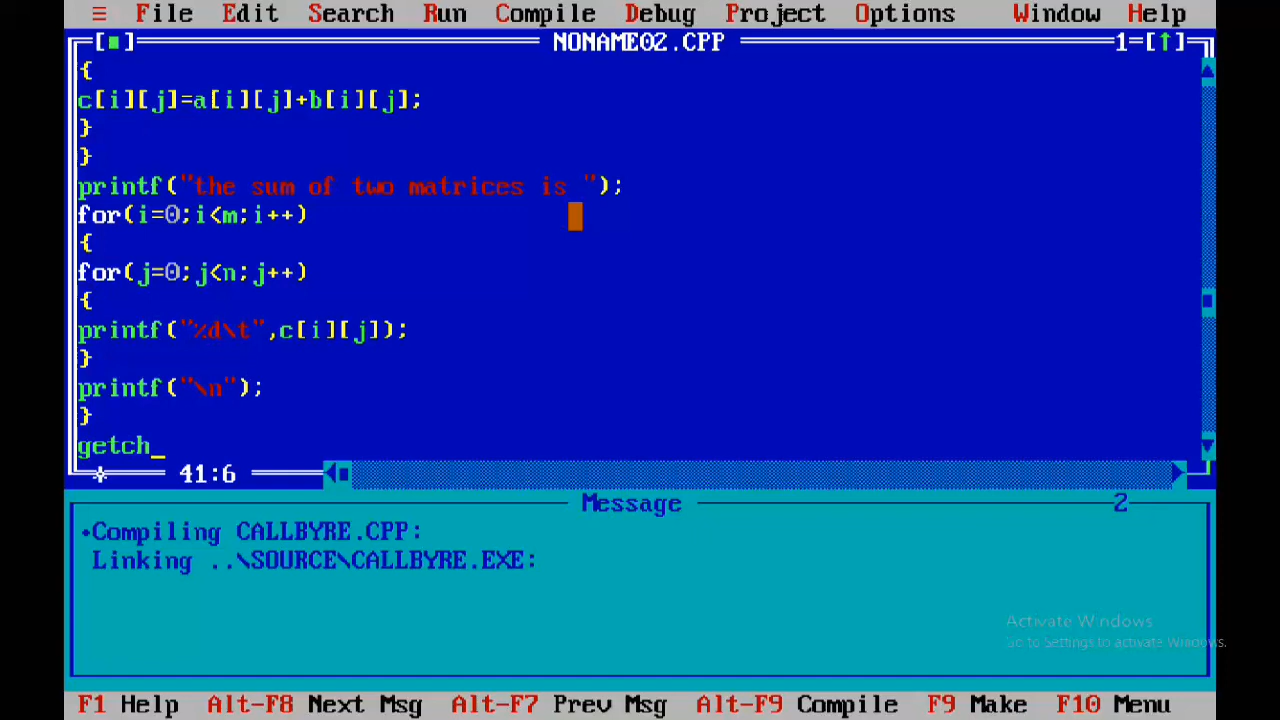 ≡ File Edit Search Run Compile Debug Project Options Window Help
[■] NONAME02.CPP 1=[↑]
{
c[i][j]=a[i][j]+b[i][j];
}
}
printf("the sum of two matrices is ");
for(i=0;i<m;i++)
{
for(j=0;j<n;j++)
{
printf("%d\t",c[i][j]);
}
printf("\n");
}
getch_
41:6
Message 2
•Compiling CALLBYRE.CPP:
Linking ..\SOURCE\CALLBYRE.EXE:
Activate Windows
Go to Settings to activate Windows.
F1 Help Alt-F8 Next Msg Alt-F7 Prev Msg Alt-F9 Compile F9 Make F10 Menu